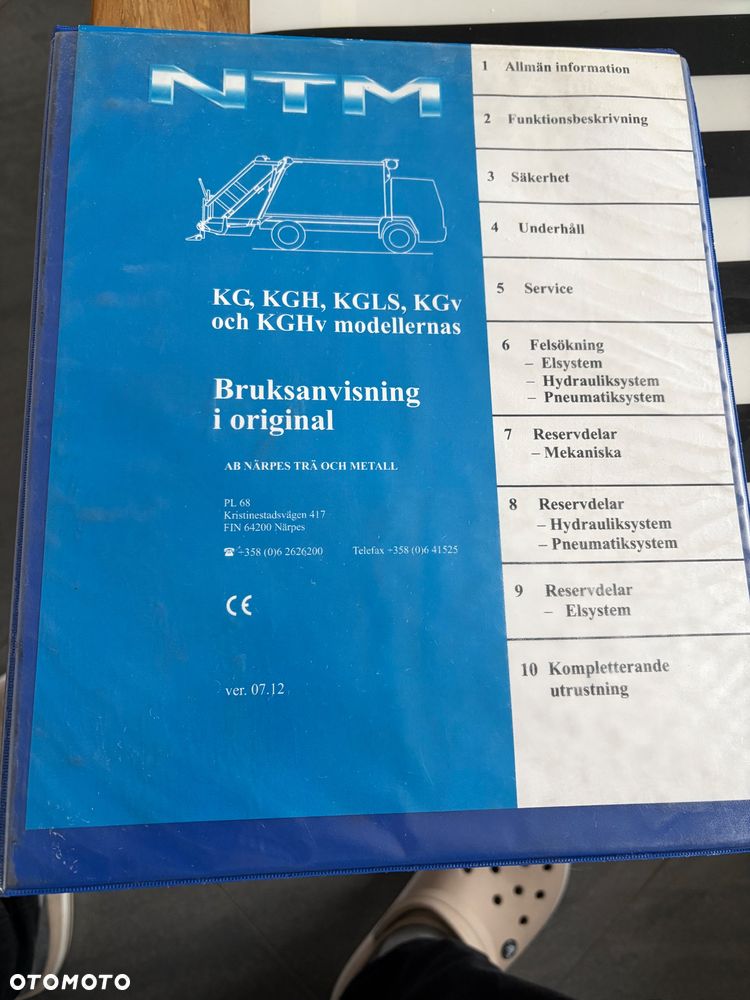 NTM
KG, KGH, KGLS, KGv
och KGHv modellernas
Bruksanvisning
i original
AB NÄRPES TRÄ OCH METALL
PL 68
Kristinestadsvägen 417
FIN 64200 Närpes
☎ +358 (0)6 2626200 Telefax +358 (0)6 41525
CE
ver. 07.12
1 Allmän information
2 Funktionsbeskrivning
3 Säkerhet
4 Underhåll
5 Service
6 Felsökning
– Elsystem
– Hydrauliksystem
– Pneumatiksystem
7 Reservdelar
– Mekaniska
8 Reservdelar
– Hydrauliksystem
– Pneumatiksystem
9 Reservdelar
– Elsystem
10 Kompletterande
utrustning
OTOMOTO